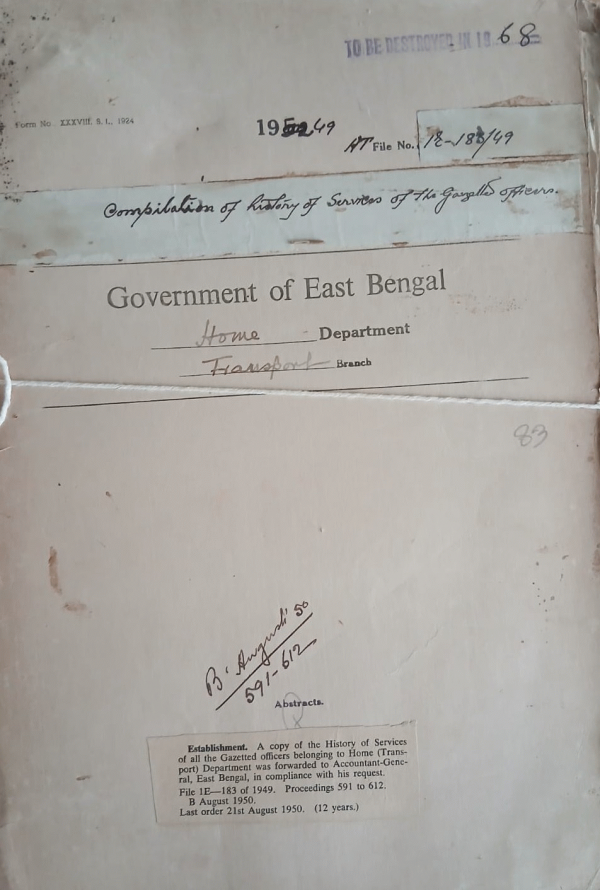 TO BE DESTROYED IN 1968
Form No. XXXVIII, S. I., 1924
1949
HT File No. 1E-183/49
Compilation of history of Services of the Gazetted officers.
Government of East Bengal
Home Department
Transport Branch
83
B' August' 50
591-612
Abstracts.
Establishment. A copy of the History of Services
of all the Gazetted officers belonging to Home (Trans-
port) Department was forwarded to Accountant-Gene-
ral, East Bengal, in compliance with his request.
File 1E—183 of 1949. Proceedings 591 to 612.
B August 1950.
Last order 21st August 1950. (12 years.)